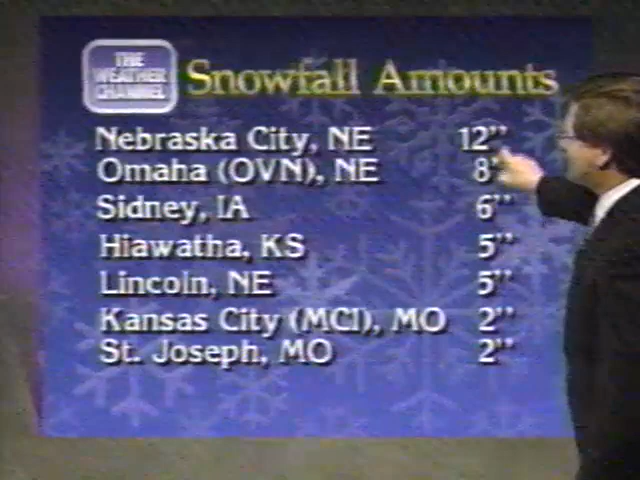 THE
WEATHER
CHANNEL
Snowfall Amounts
Nebraska City, NE 12"
Omaha (OVN), NE 8"
Sidney, IA 6"
Hiawatha, KS 5"
Lincoln, NE 5"
Kansas City (MCI), MO 2"
St. Joseph, MO 2"